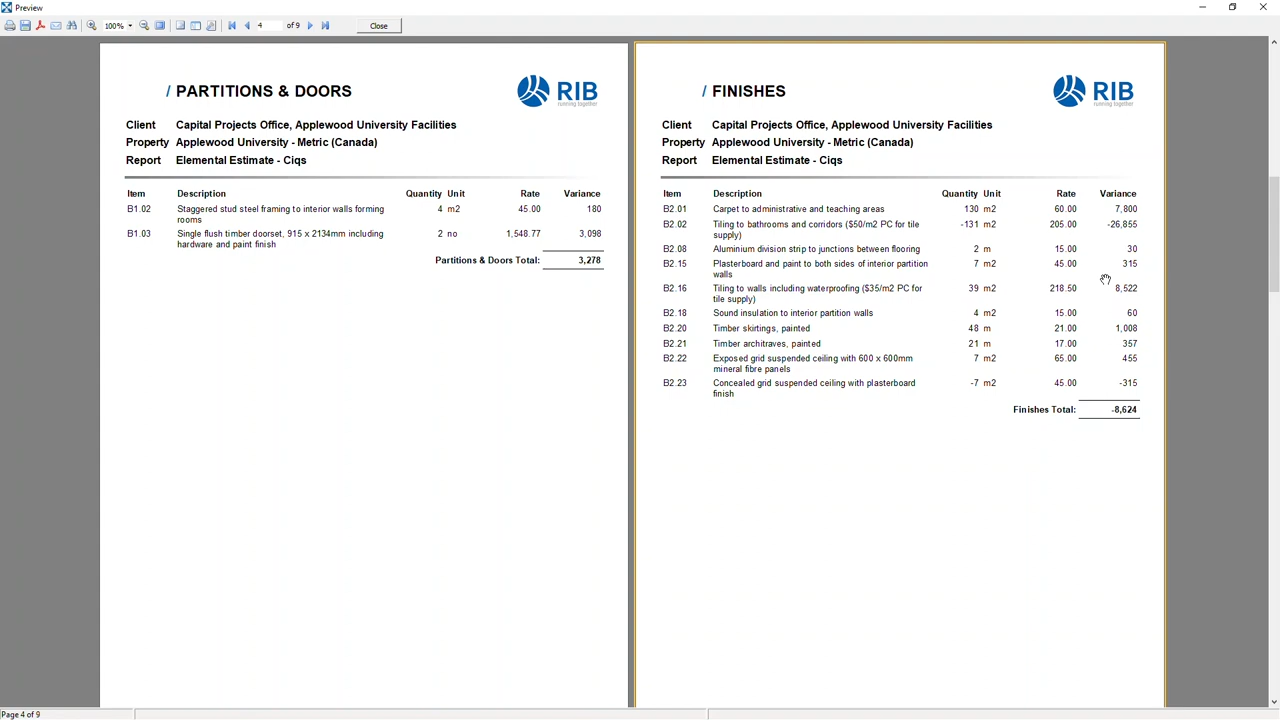 Preview
100%
4
of 9
Close
/ PARTITIONS & DOORS
RIB
running together
Client Capital Projects Office, Applewood University Facilities
Property Applewood University - Metric (Canada)
Report Elemental Estimate - Ciqs
Item Description Quantity Unit Rate Variance
B1.02 Staggered stud steel framing to interior walls forming 4 m2 45.00 180
rooms
B1.03 Single flush timber doorset, 915 x 2134mm including 2 no 1,548.77 3,098
hardware and paint finish
Partitions & Doors Total: 3,278
/ FINISHES
RIB
running together
Client Capital Projects Office, Applewood University Facilities
Property Applewood University - Metric (Canada)
Report Elemental Estimate - Ciqs
Item Description Quantity Unit Rate Variance
B2.01 Carpet to administrative and teaching areas 130 m2 60.00 7,800
B2.02 Tiling to bathrooms and corridors ($50/m2 PC for tile -131 m2 205.00 -26,855
supply)
B2.08 Aluminium division strip to junctions between flooring 2 m 15.00 30
B2.15 Plasterboard and paint to both sides of interior partition 7 m2 45.00 315
walls
B2.16 Tiling to walls including waterproofing ($35/m2 PC for 39 m2 218.50 8,522
tile supply)
B2.18 Sound insulation to interior partition walls 4 m2 15.00 60
B2.20 Timber skirtings, painted 48 m 21.00 1,008
B2.21 Timber architraves, painted 21 m 17.00 357
B2.22 Exposed grid suspended ceiling with 600 x 600mm 7 m2 65.00 455
mineral fibre panels
B2.23 Concealed grid suspended ceiling with plasterboard -7 m2 45.00 -315
finish
Finishes Total: -8,624
Page 4 of 9